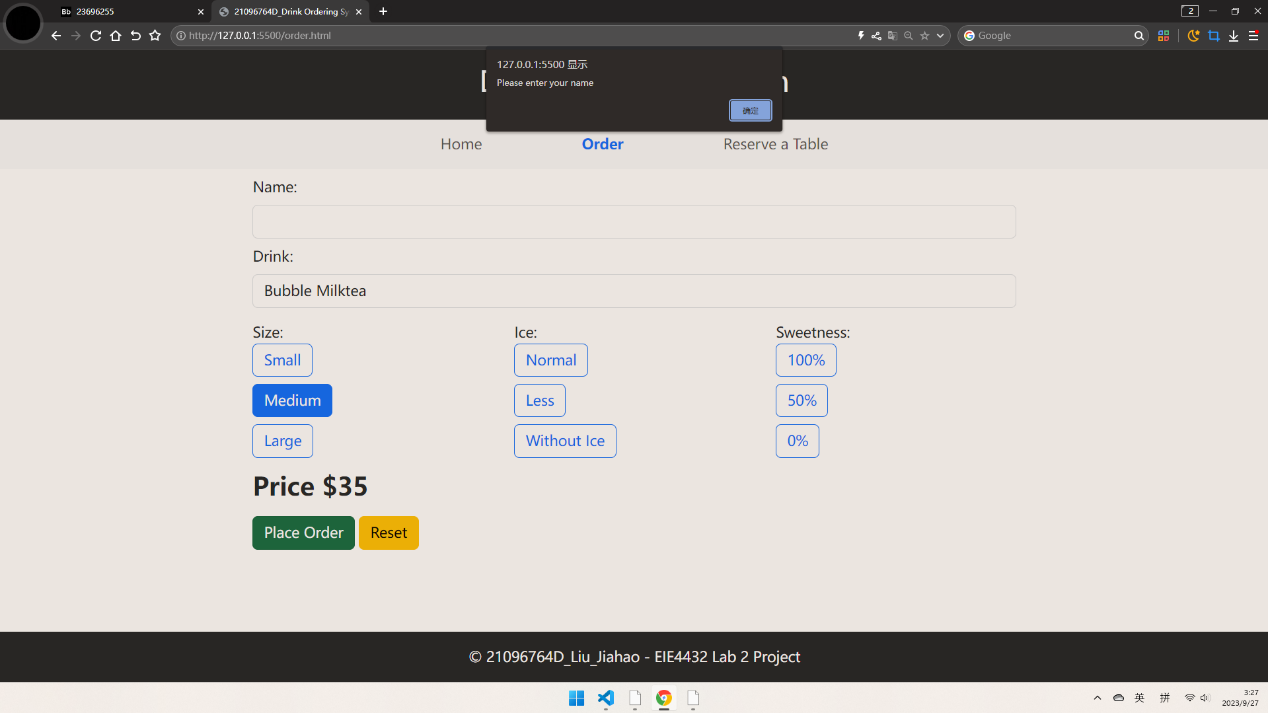 23696255
21096764D_Drink Ordering Sy
2
http://127.0.0.1:5500/order.html
Google
127.0.0.1:5500 显示
Please enter your name
确定
Home
Order
Reserve a Table
Name:
Drink:
Bubble Milktea
Size:
Ice:
Sweetness:
Small
Normal
100%
Medium
Less
50%
Large
Without Ice
0%
Price $35
Place Order
Reset
© 21096764D_Liu_Jiahao - EIE4432 Lab 2 Project
英
拼
3:27
2023/9/27